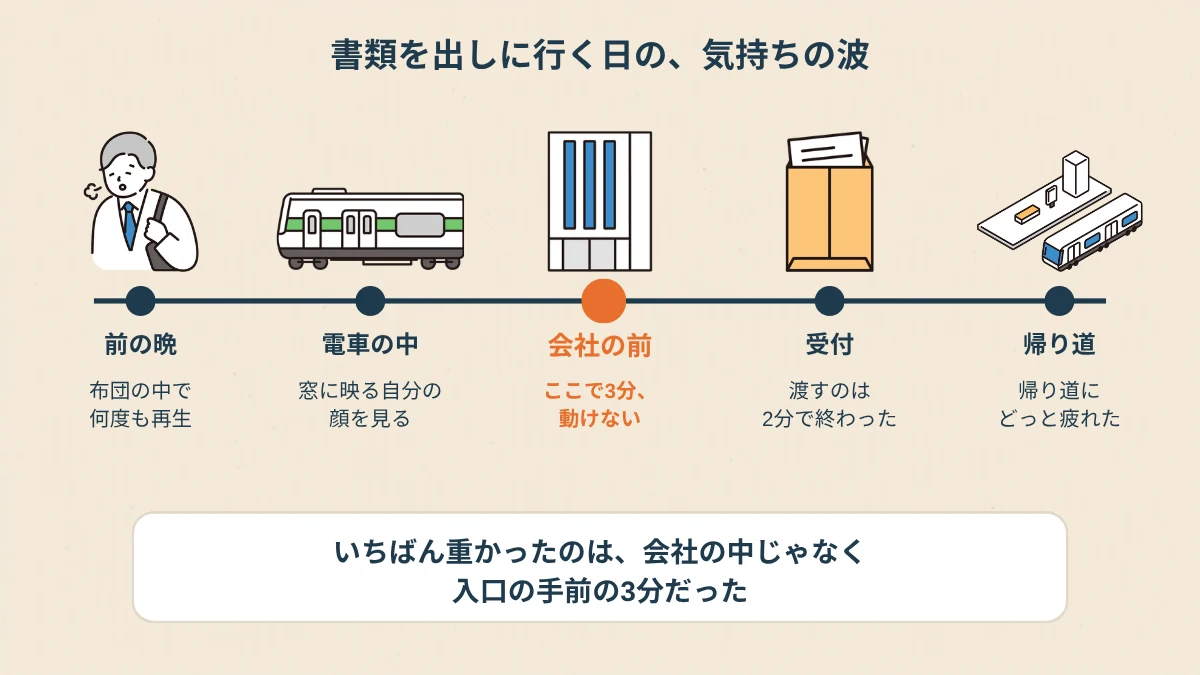 書類を出しに行く日の、気持ちの波
前の晩
布団の中で
何度も再生
電車の中
窓に映る自分の
顔を見る
会社の前
ここで3分、
動けない
受付
渡すのは
2分で終わった
帰り道
帰り道に
どっと疲れた
いちばん重かったのは、会社の中じゃなく
入口の手前の3分だった